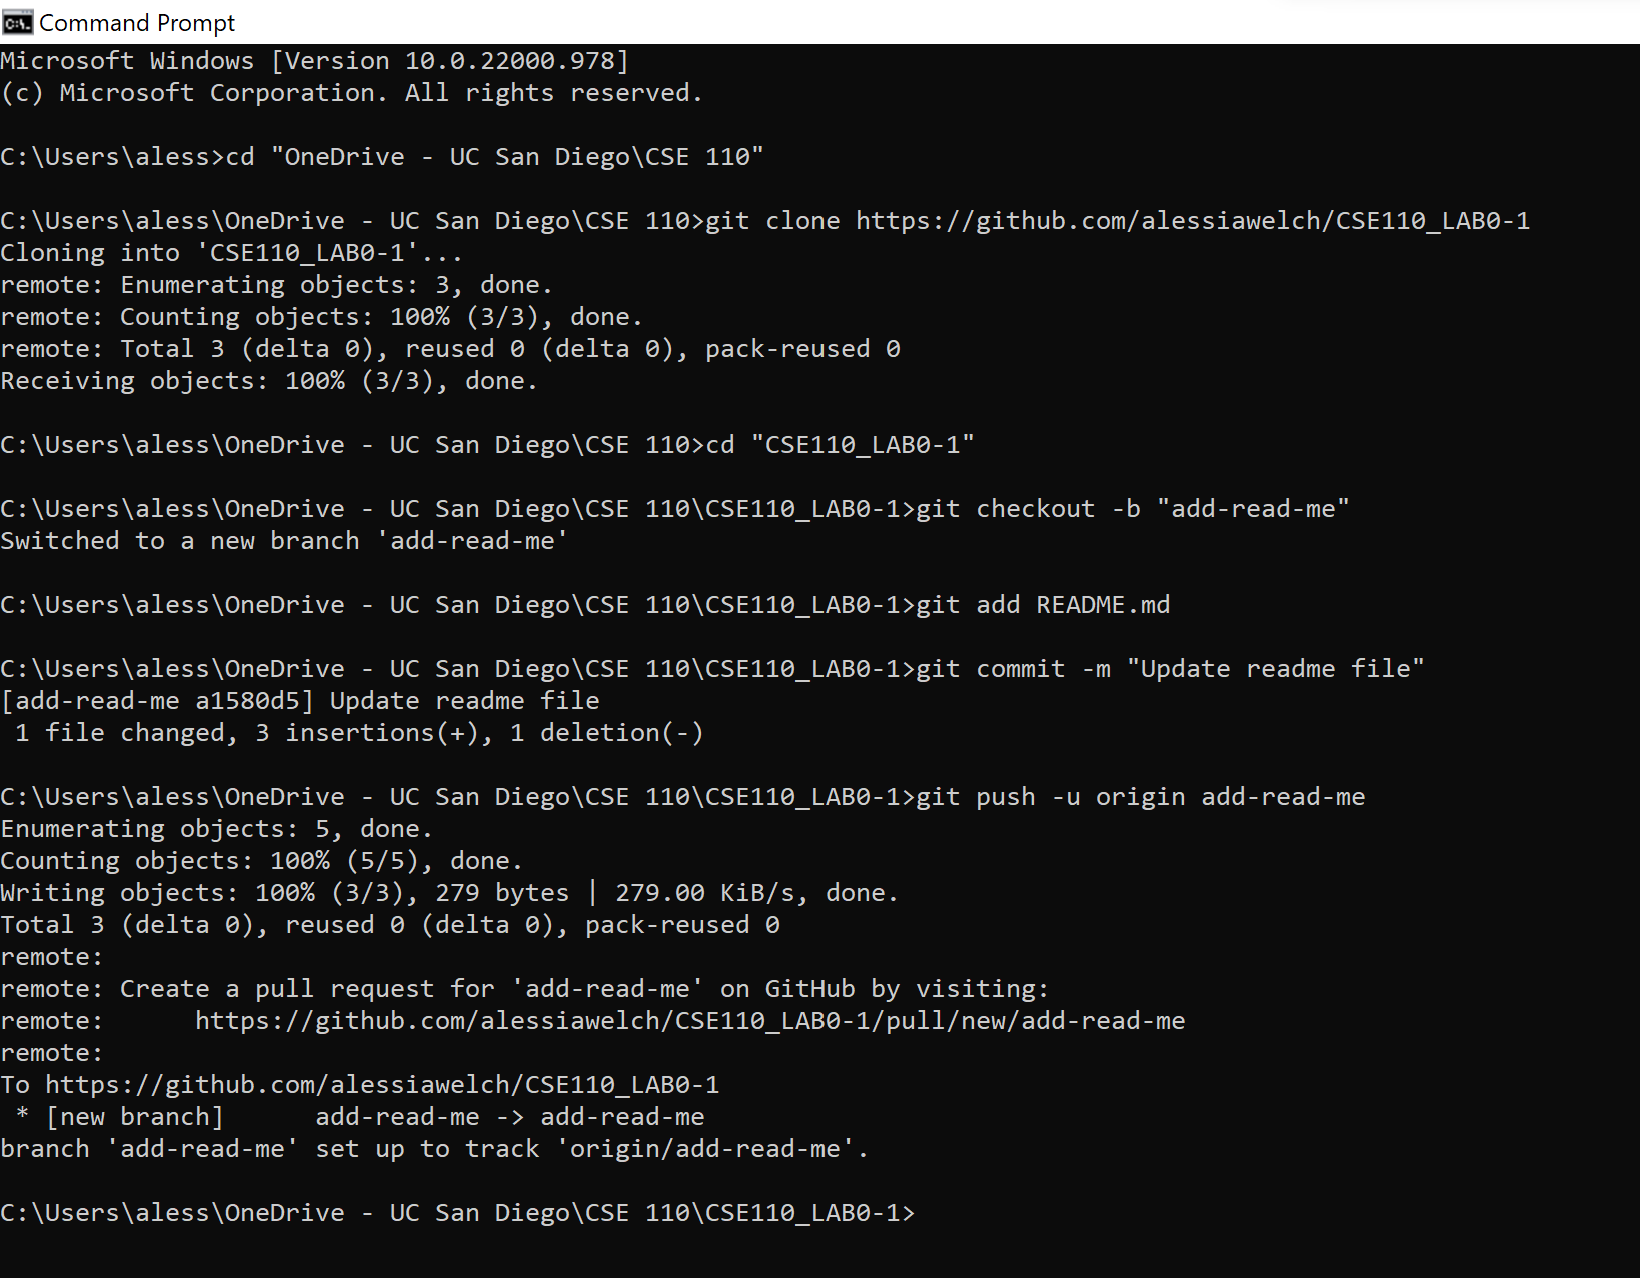 Command Prompt
Microsoft Windows [Version 10.0.22000.978]
(c) Microsoft Corporation. All rights reserved.
C:\Users\aless>cd "OneDrive - UC San Diego\CSE 110"
C:\Users\aless\OneDrive - UC San Diego\CSE 110>git clone https://github.com/alessiawelch/CSE110_LAB0-1
Cloning into 'CSE110_LAB0-1'...
remote: Enumerating objects: 3, done.
remote: Counting objects: 100% (3/3), done.
remote: Total 3 (delta 0), reused 0 (delta 0), pack-reused 0
Receiving objects: 100% (3/3), done.
C:\Users\aless\OneDrive - UC San Diego\CSE 110>cd "CSE110_LAB0-1"
C:\Users\aless\OneDrive - UC San Diego\CSE 110\CSE110_LAB0-1>git checkout -b "add-read-me"
Switched to a new branch 'add-read-me'
C:\Users\aless\OneDrive - UC San Diego\CSE 110\CSE110_LAB0-1>git add README.md
C:\Users\aless\OneDrive - UC San Diego\CSE 110\CSE110_LAB0-1>git commit -m "Update readme file"
[add-read-me a1580d5] Update readme file
 1 file changed, 3 insertions(+), 1 deletion(-)
C:\Users\aless\OneDrive - UC San Diego\CSE 110\CSE110_LAB0-1>git push -u origin add-read-me
Enumerating objects: 5, done.
Counting objects: 100% (5/5), done.
Writing objects: 100% (3/3), 279 bytes | 279.00 KiB/s, done.
Total 3 (delta 0), reused 0 (delta 0), pack-reused 0
remote:
remote: Create a pull request for 'add-read-me' on GitHub by visiting:
remote:      https://github.com/alessiawelch/CSE110_LAB0-1/pull/new/add-read-me
remote:
To https://github.com/alessiawelch/CSE110_LAB0-1
 * [new branch]      add-read-me -> add-read-me
branch 'add-read-me' set up to track 'origin/add-read-me'.
C:\Users\aless\OneDrive - UC San Diego\CSE 110\CSE110_LAB0-1>